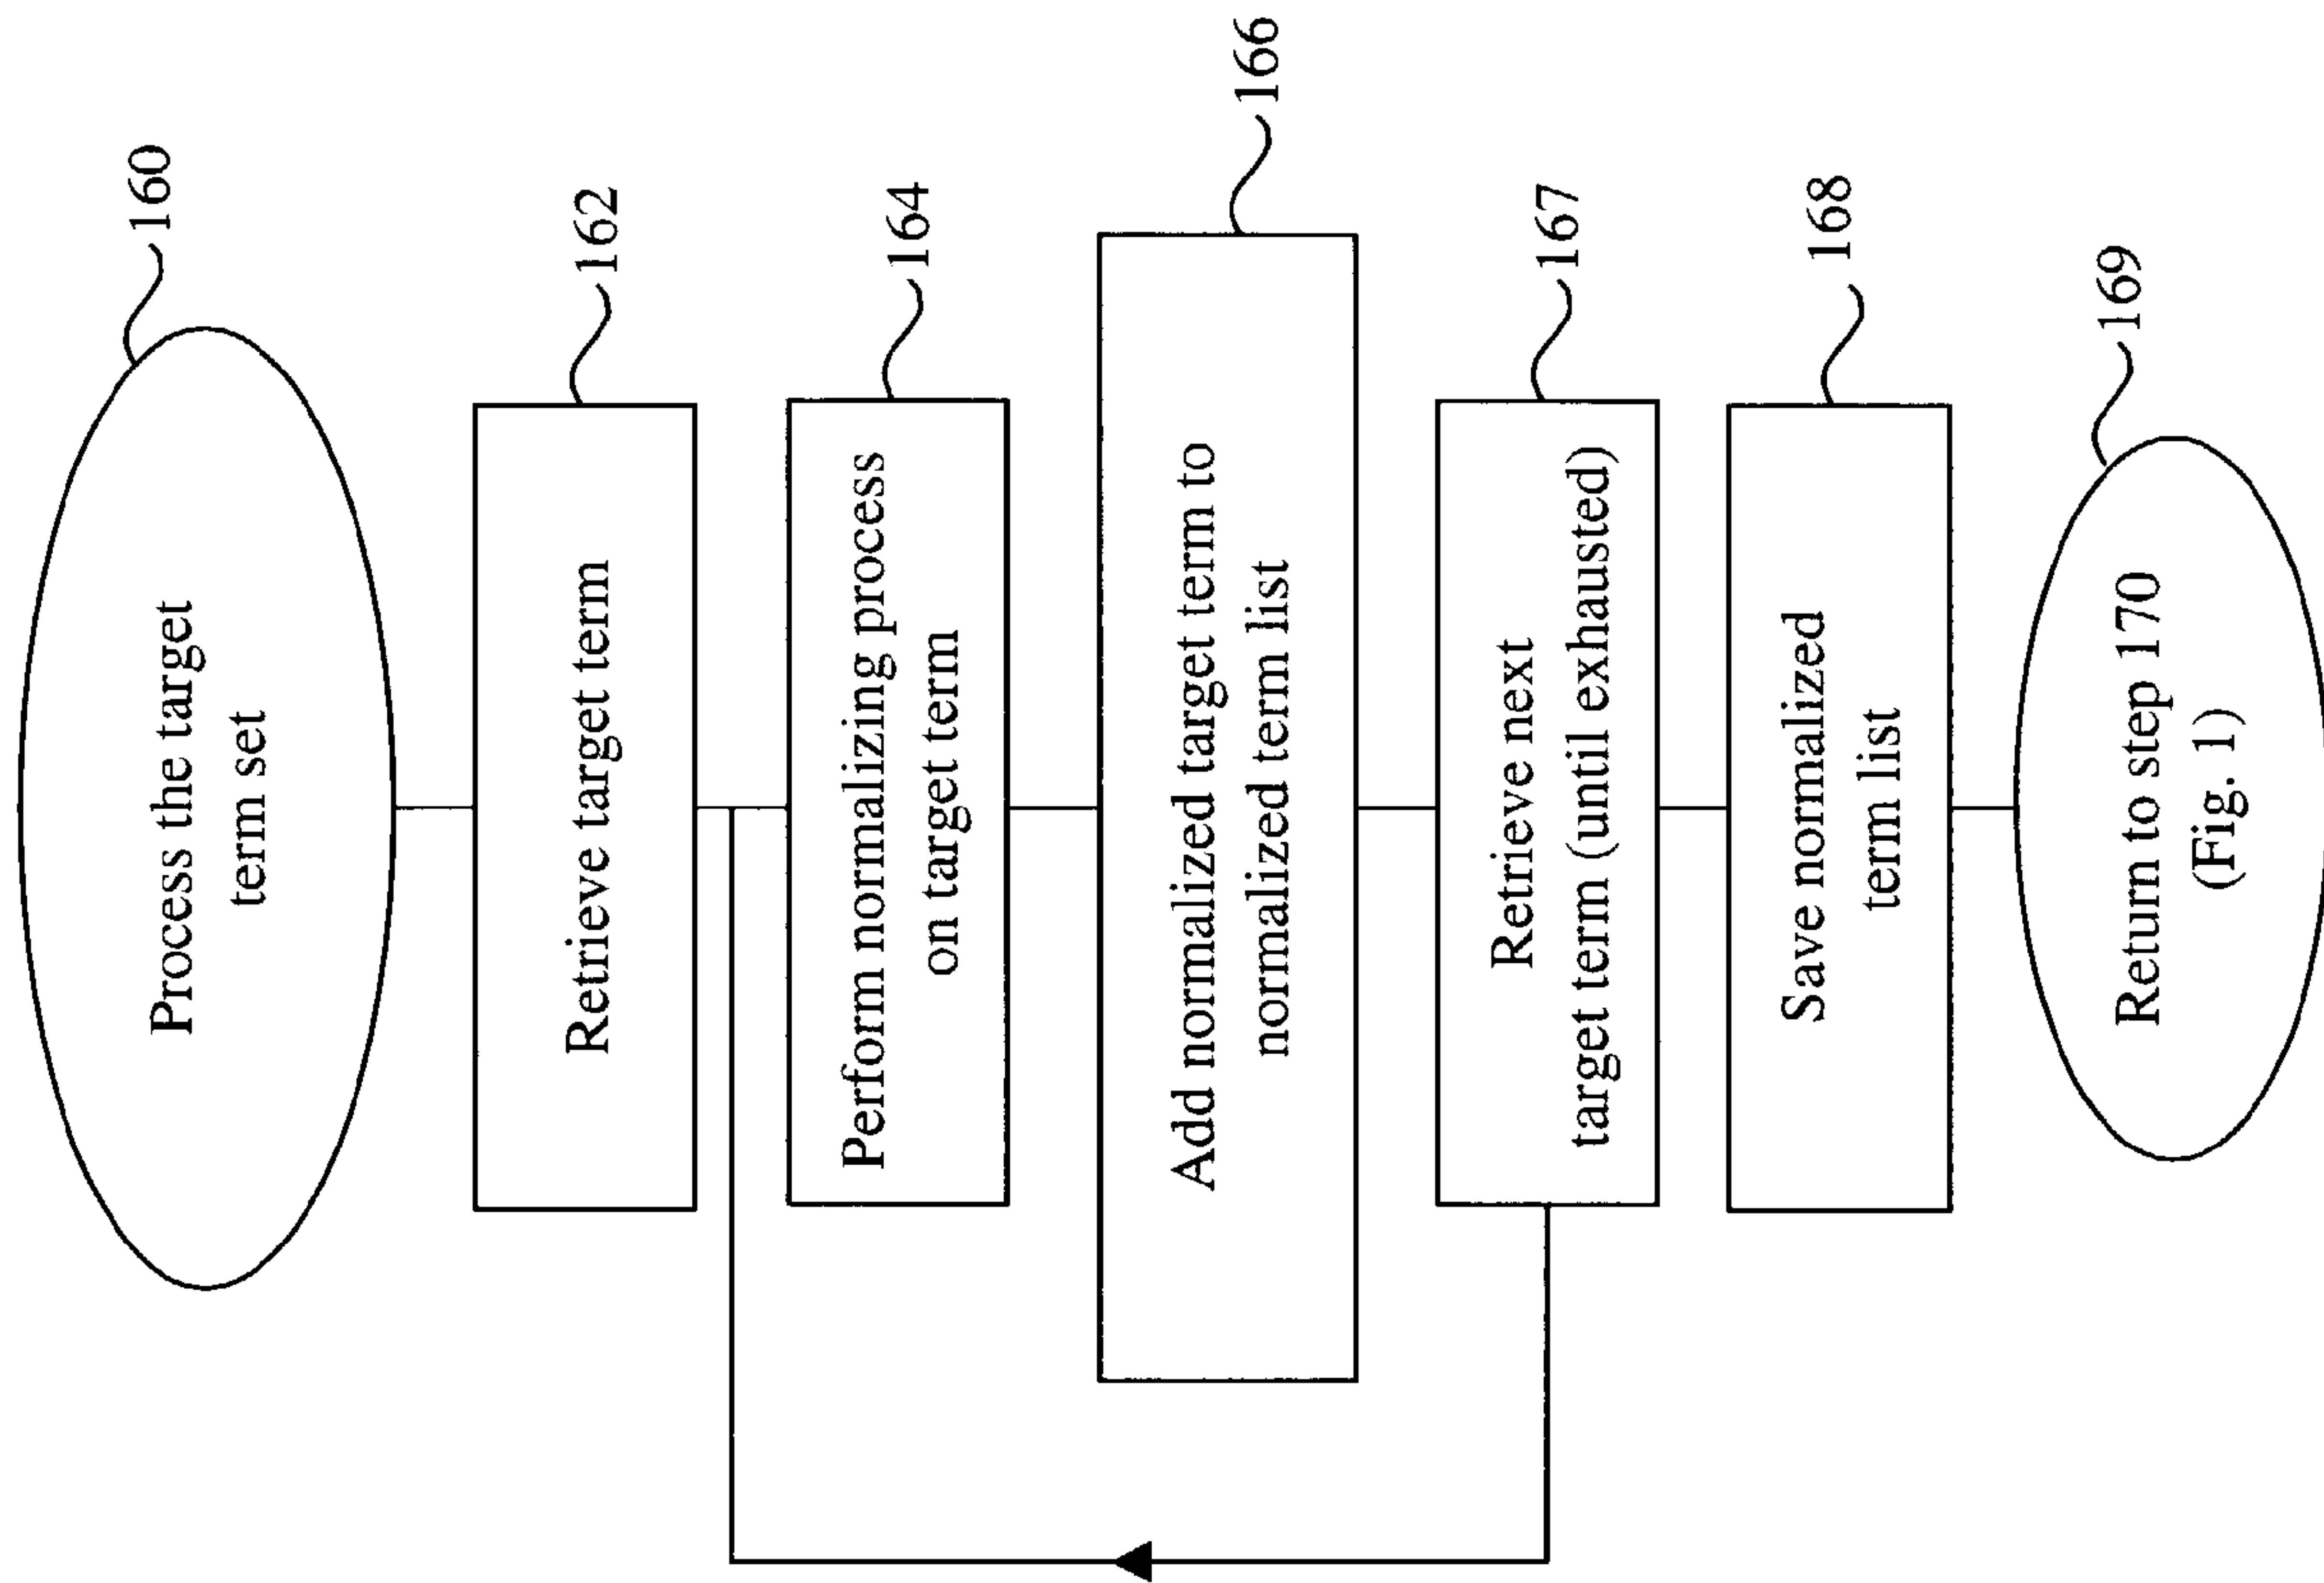 Process the target
term set
160
Retrieve target term
162
Perform normalizing process
on target term
164
Add normalized target term to
normalized term list
166
Retrieve next
target term (until exhausted)
167
Save normalized
term list
168
Return to step 170
(Fig. 1)
169